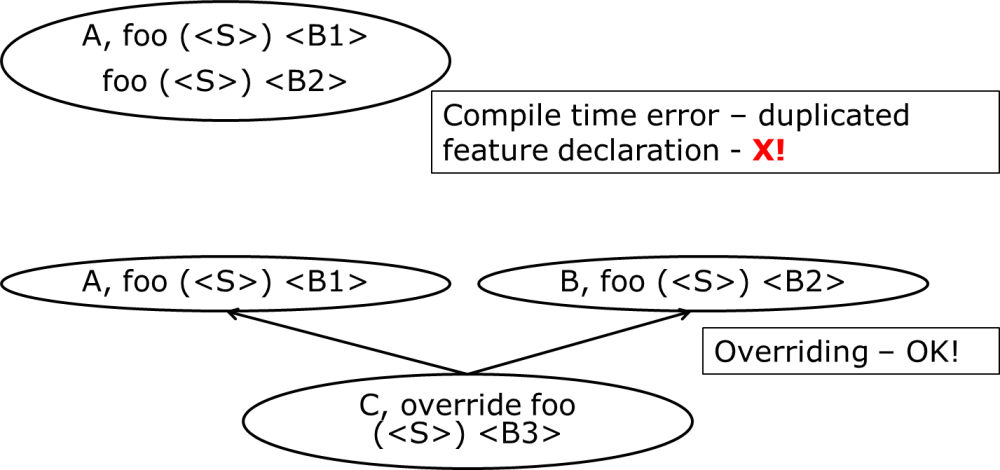 A, foo (<S>) <B1>
foo (<S>) <B2>
Compile time error – duplicated
feature declaration - X!
A, foo (<S>) <B1>
B, foo (<S>) <B2>
Overriding – OK!
C, override foo
(<S>) <B3>